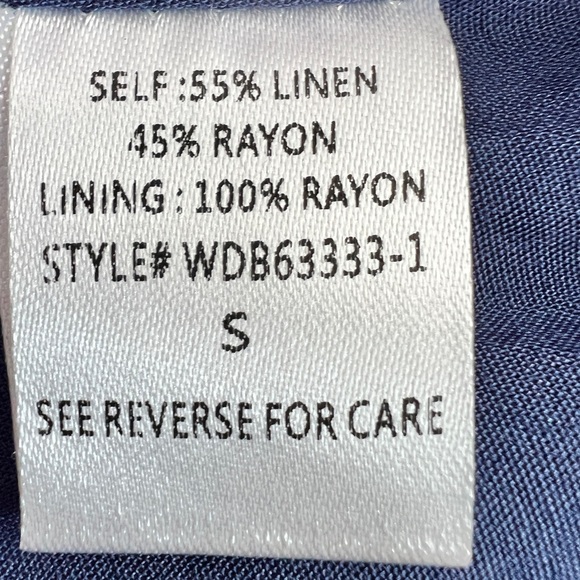 SELF:55% LINEN
45% RAYON
LINING: 100% RAYON
STYLE# WDB63333-1
S
SEE REVERSE FOR CARE